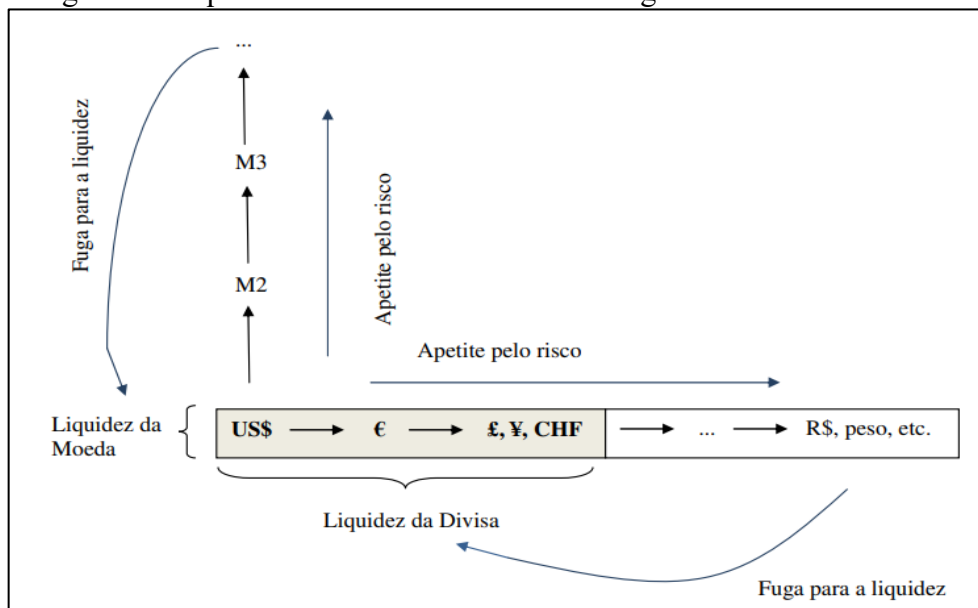 ...
Fuga para a liquidez
M3
Apetite pelo risco
M2
Apetite pelo risco
Liquidez da
Moeda
US$ € £, ¥, CHF ... R$, peso, etc.
Liquidez da Divisa
Fuga para a liquidez